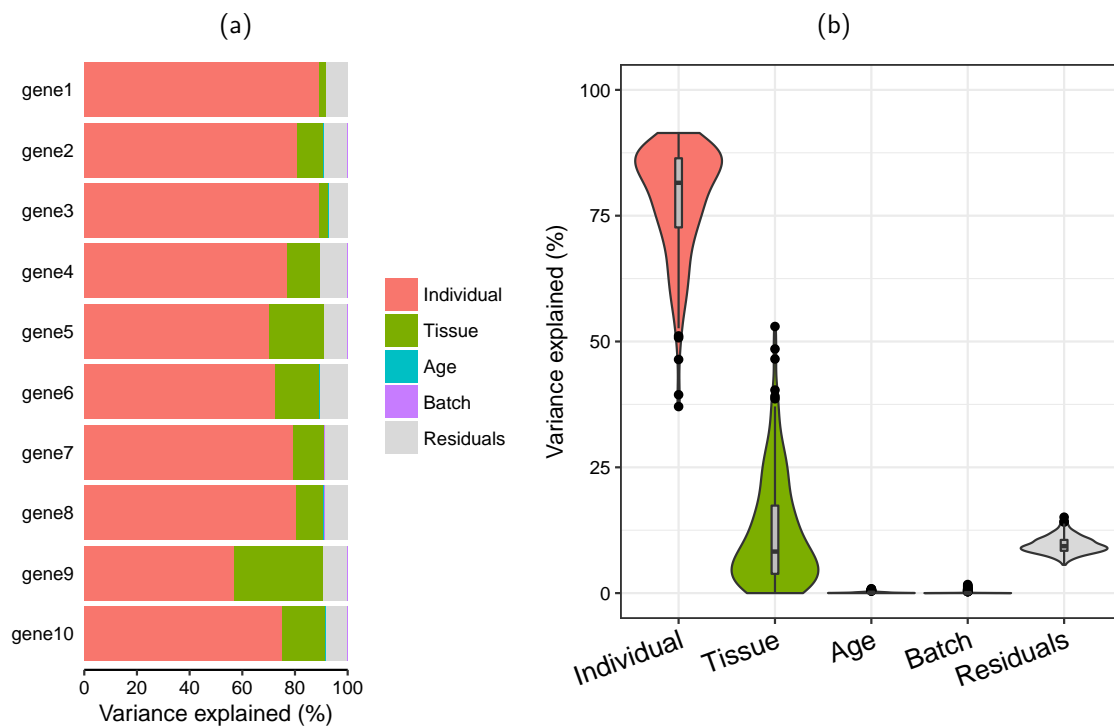 (a)
gene1
gene2
gene3
gene4
gene5
gene6
gene7
gene8
gene9
gene10
0 20 40 60 80 100
Variance explained (%)
Individual
Tissue
Age
Batch
Residuals
(b)
Variance explained (%)
100
75
50
25
0
Individual Tissue Age Batch Residuals